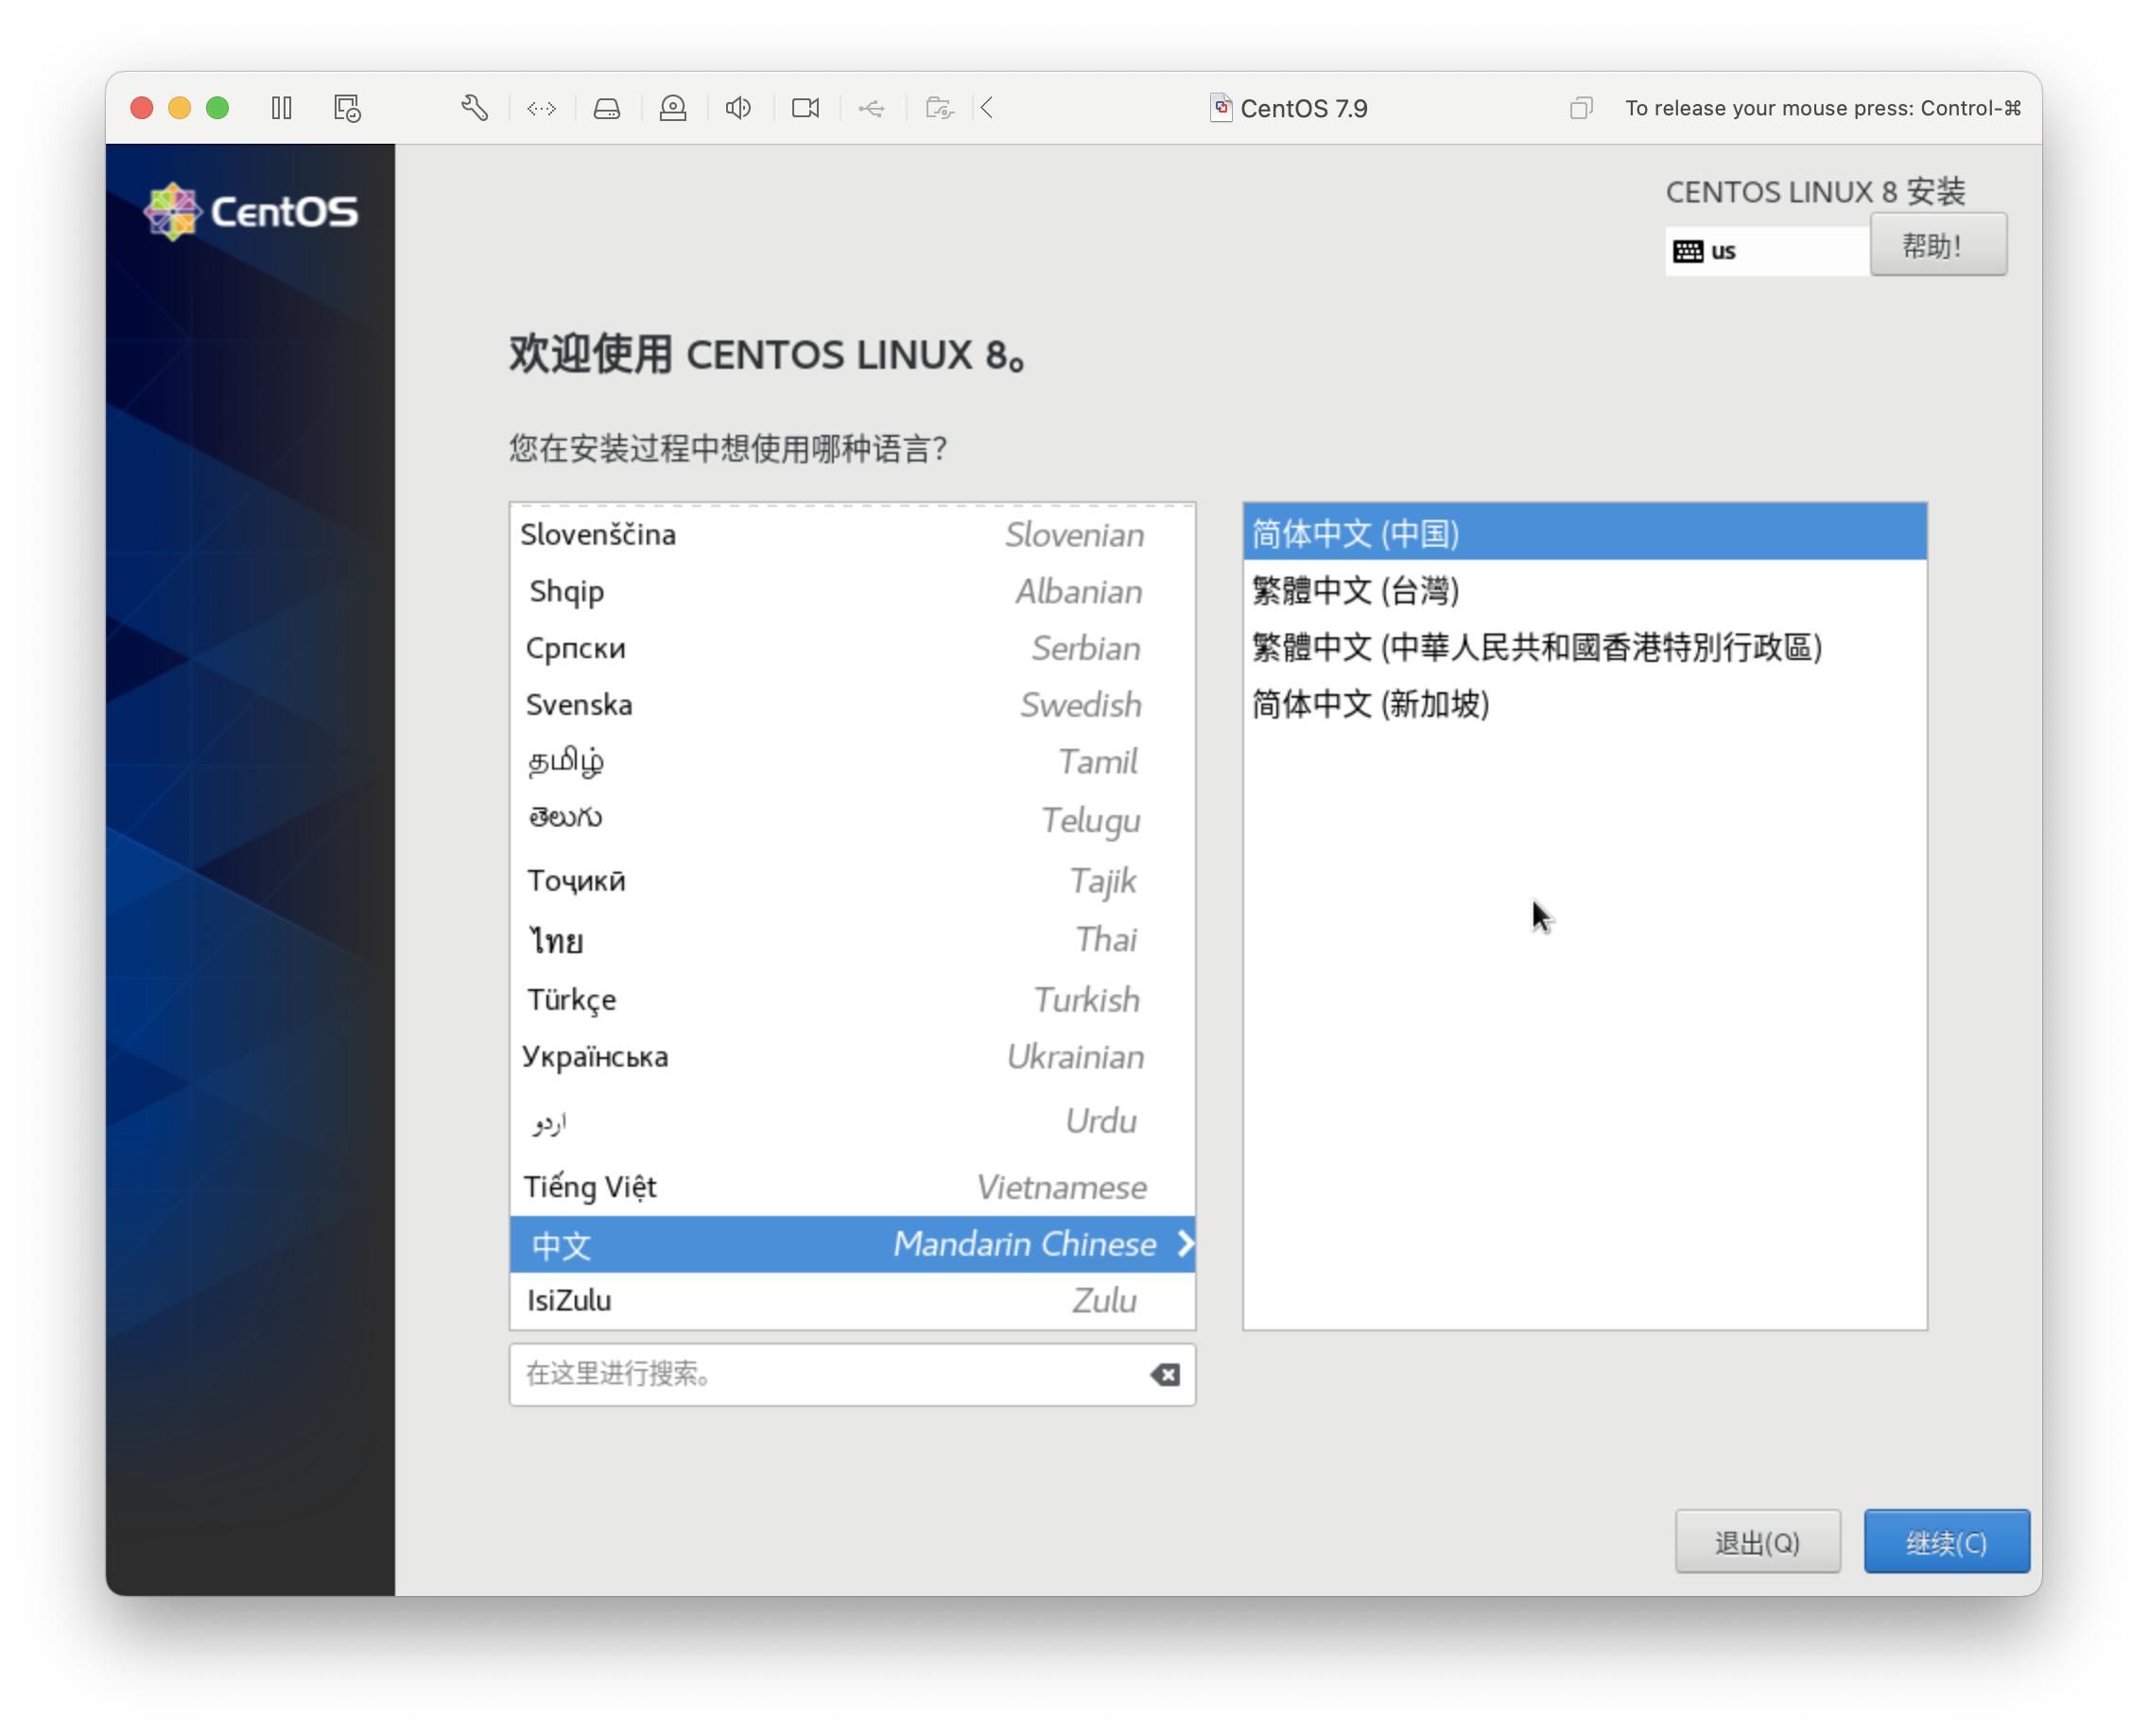 CentOS 7.9
To release your mouse press: Control-⌘
CentOS
CENTOS LINUX 8 安装
us
帮助！
欢迎使用 CENTOS LINUX 8。
您在安装过程中想使用哪种语言？
Slovenščina Slovenian
Shqip Albanian
Српски Serbian
Svenska Swedish
தமிழ் Tamil
తెలుగు Telugu
Тоҷикӣ Tajik
ไทย Thai
Türkçe Turkish
Українська Ukrainian
اردو Urdu
Tiếng Việt Vietnamese
中文 Mandarin Chinese
IsiZulu Zulu
简体中文 (中国)
繁體中文 (台灣)
繁體中文 (中華人民共和國香港特別行政區)
简体中文 (新加坡)
在这里进行搜索。
退出(Q)
继续(C)